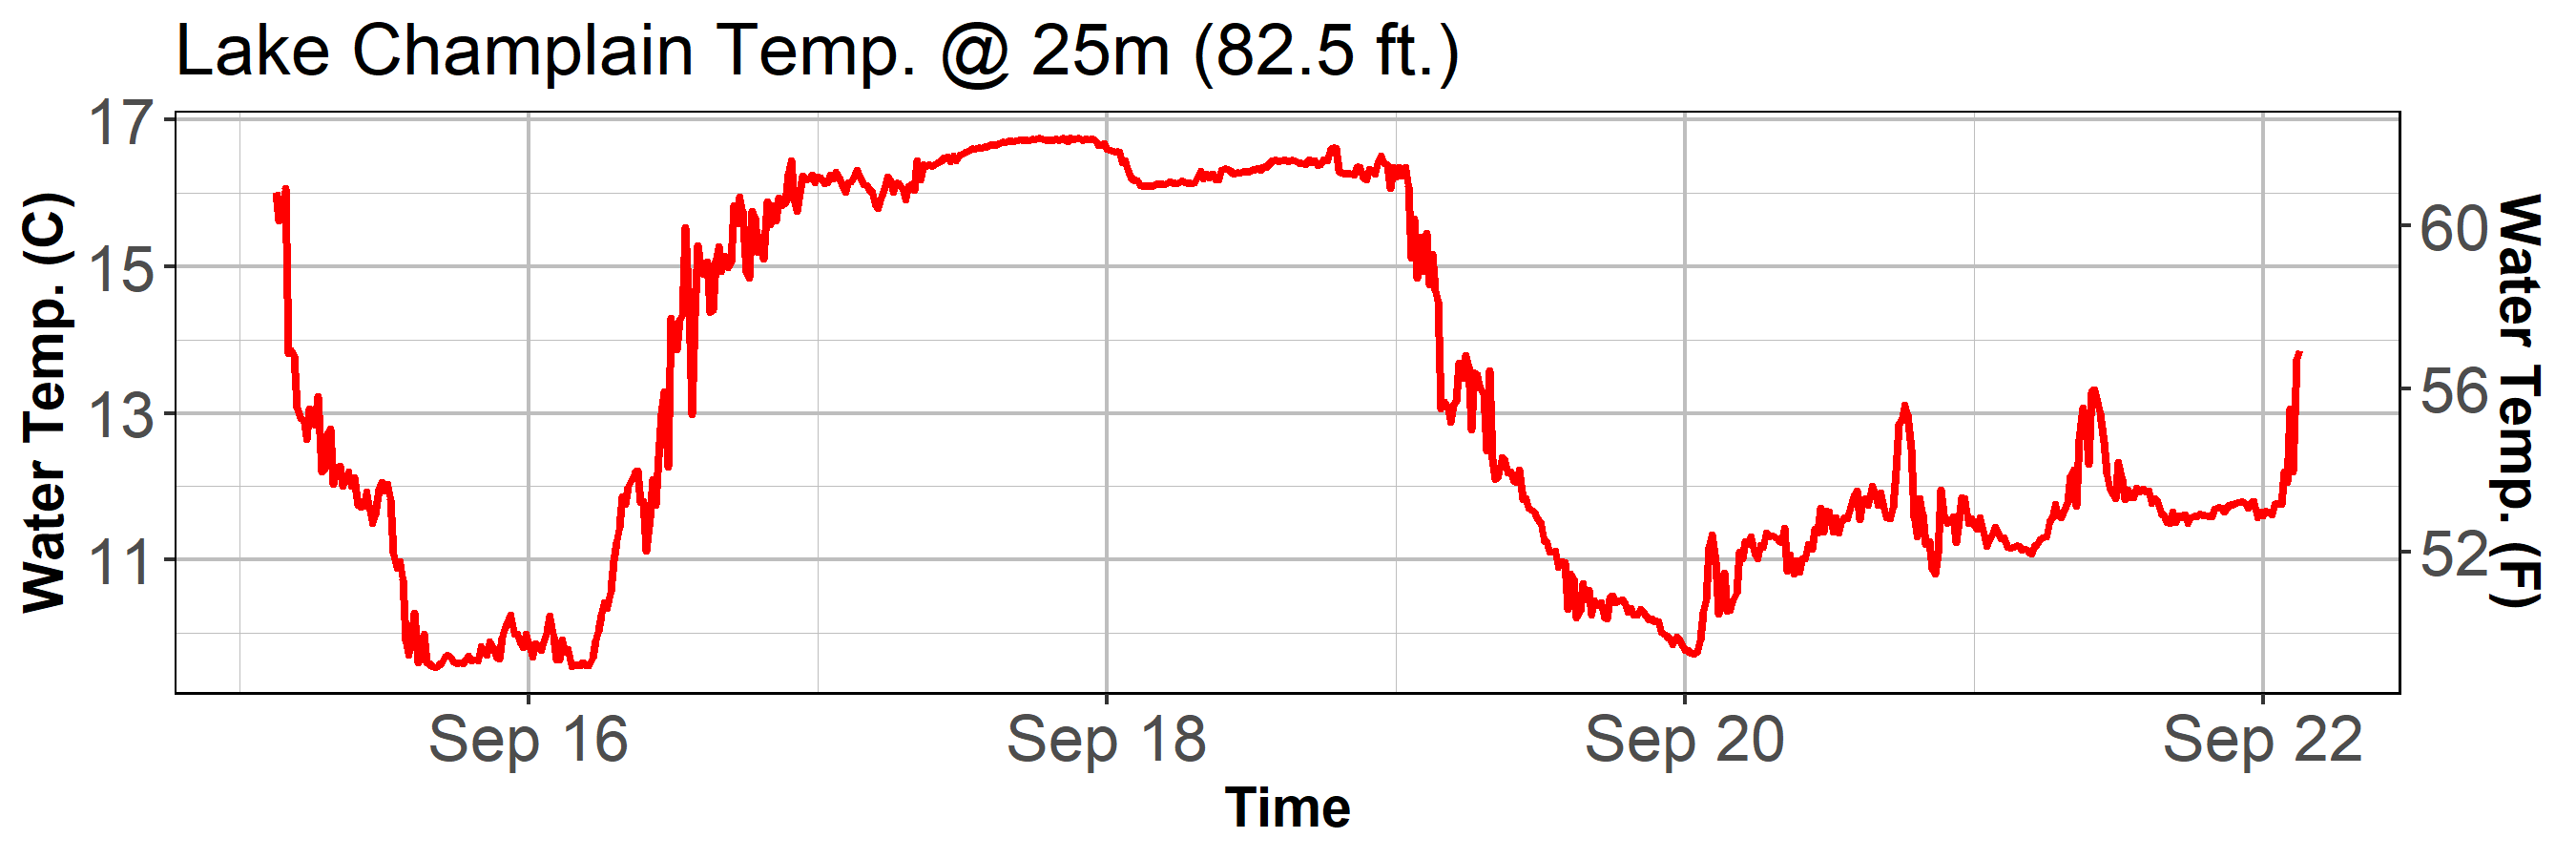 Lake Champlain Temp. @ 25m (82.5 ft.)
Water Temp. (C)
17
15
13
11
60
56
52
Water Temp. (F)
Sep 16 Sep 18 Sep 20 Sep 22
Time